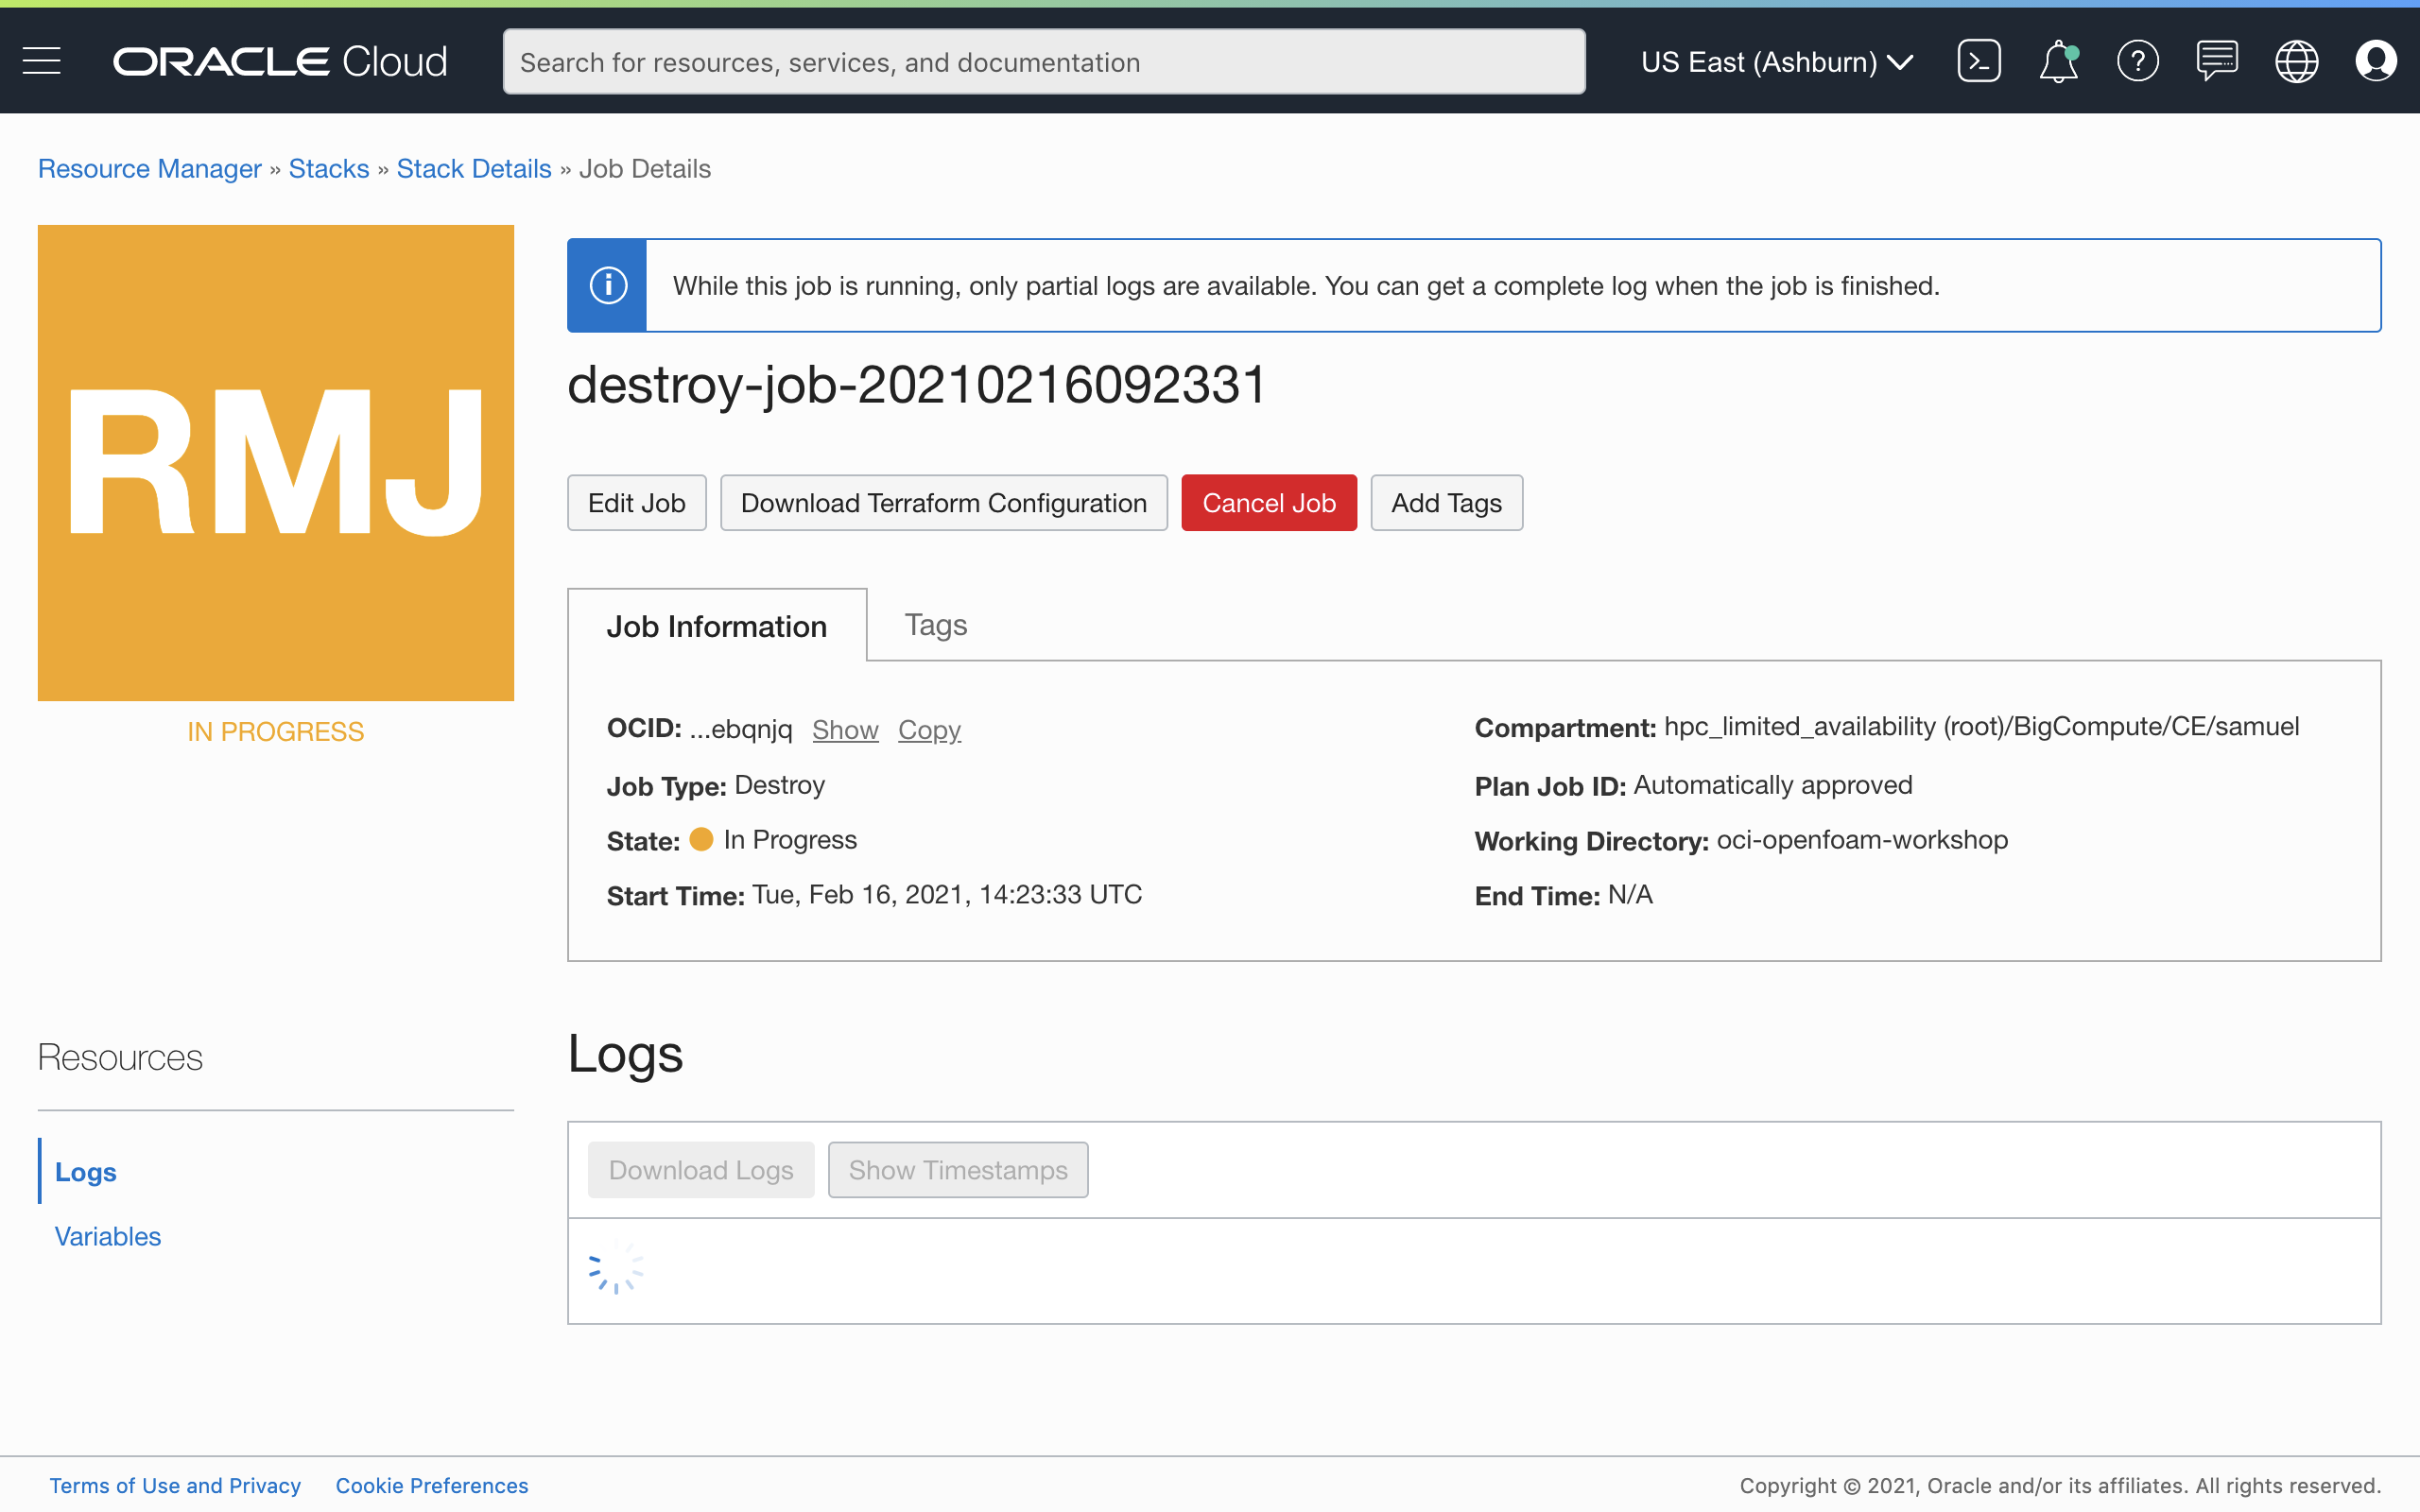 ORACLE Cloud
Search for resources, services, and documentation
US East (Ashburn)
Resource Manager » Stacks » Stack Details » Job Details
RMJ
IN PROGRESS
While this job is running, only partial logs are available. You can get a complete log when the job is finished.
destroy-job-20210216092331
Edit Job
Download Terraform Configuration
Cancel Job
Add Tags
Job Information
Tags
OCID: ...ebqnjq Show Copy
Job Type: Destroy
State: In Progress
Start Time: Tue, Feb 16, 2021, 14:23:33 UTC
Compartment: hpc_limited_availability (root)/BigCompute/CE/samuel
Plan Job ID: Automatically approved
Working Directory: oci-openfoam-workshop
End Time: N/A
Resources
Logs
Variables
Logs
Download Logs
Show Timestamps
Terms of Use and Privacy
Cookie Preferences
Copyright © 2021, Oracle and/or its affiliates. All rights reserved.